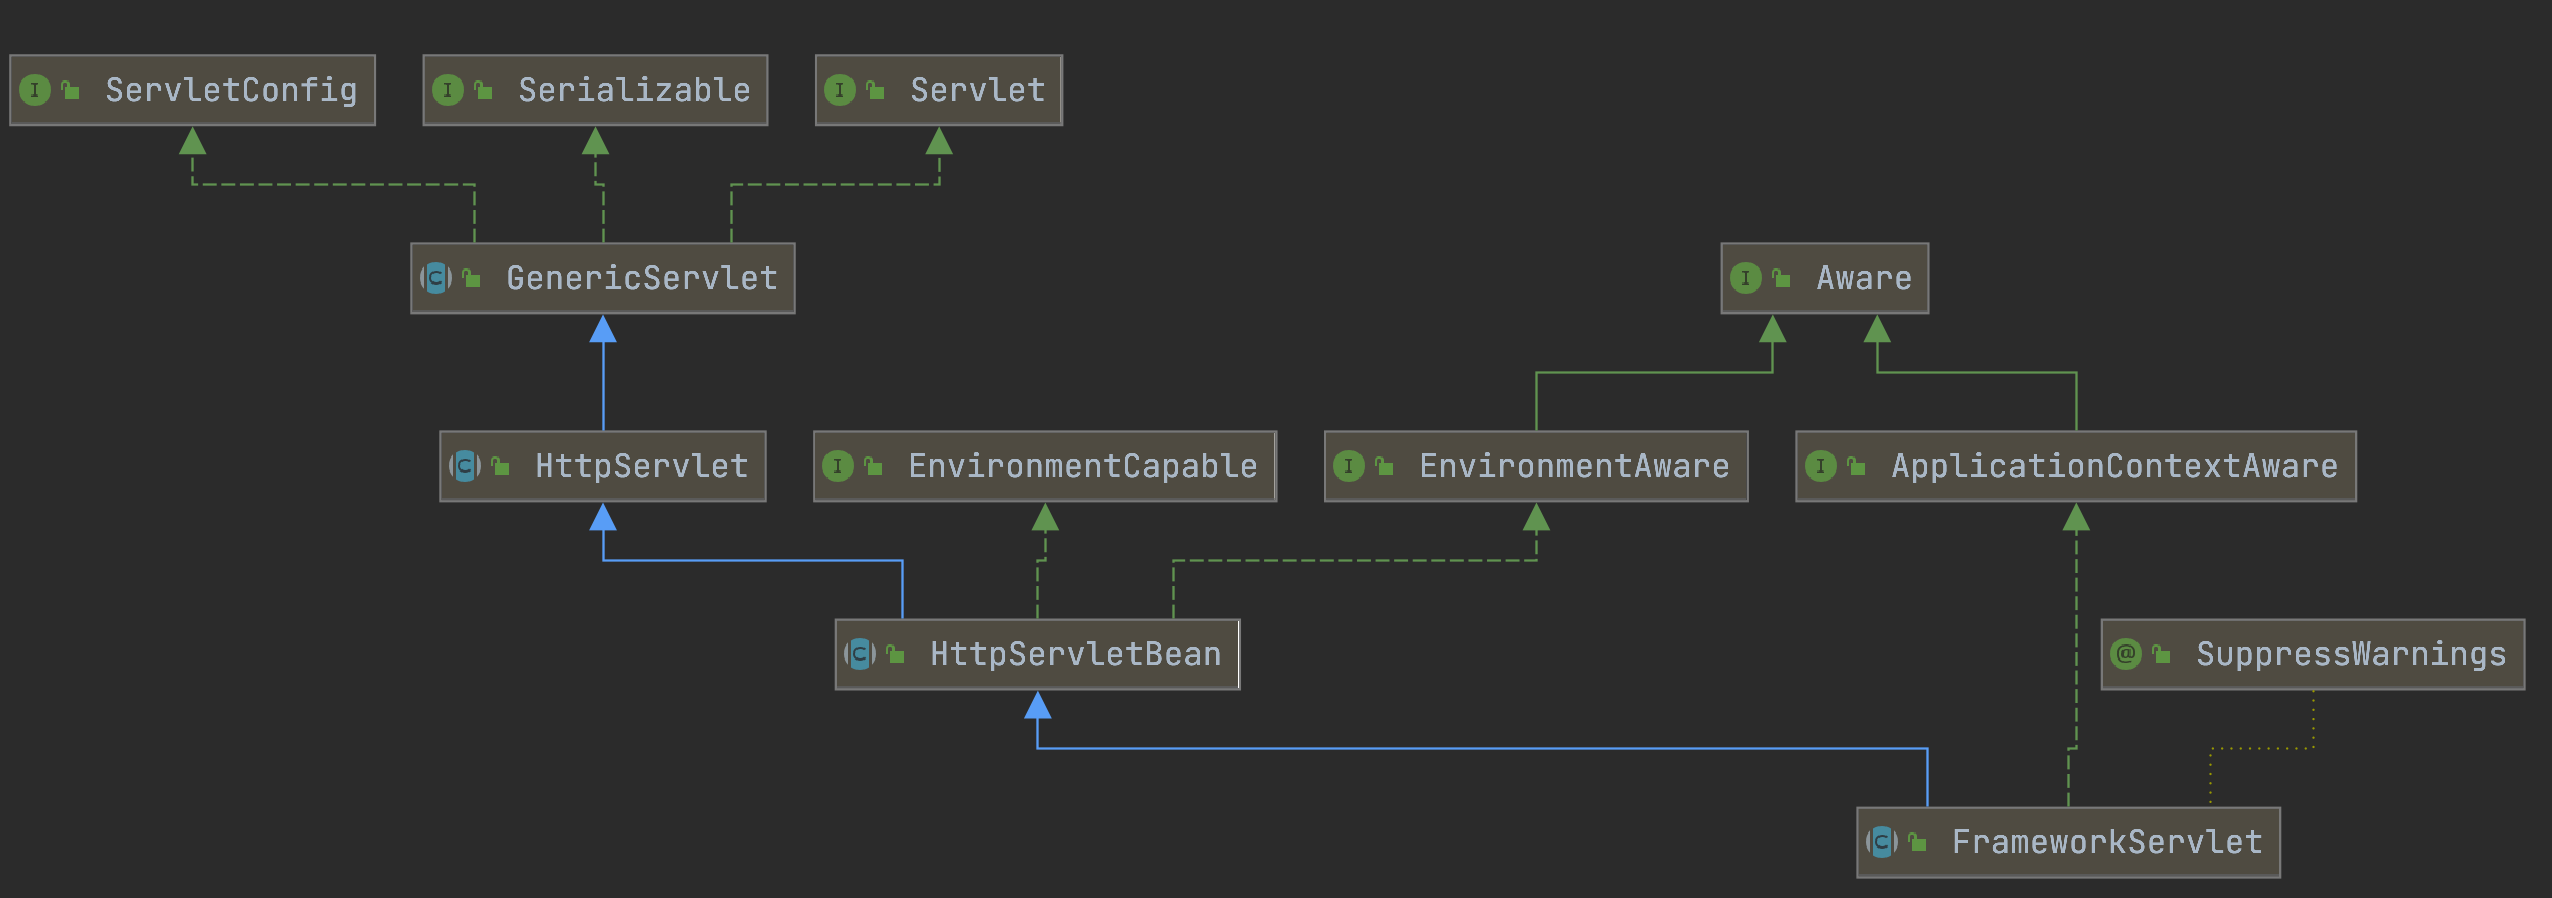 I ServletConfig
I Serializable
I Servlet
C GenericServlet
I Aware
C HttpServlet
I EnvironmentCapable
I EnvironmentAware
I ApplicationContextAware
C HttpServletBean
@ SuppressWarnings
C FrameworkServlet